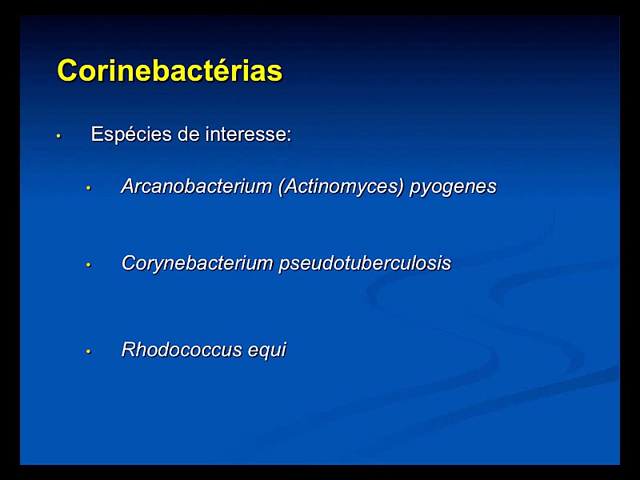 Corinebactérias
• Espécies de interesse:
• Arcanobacterium (Actinomyces) pyogenes
• Corynebacterium pseudotuberculosis
• Rhodococcus equi